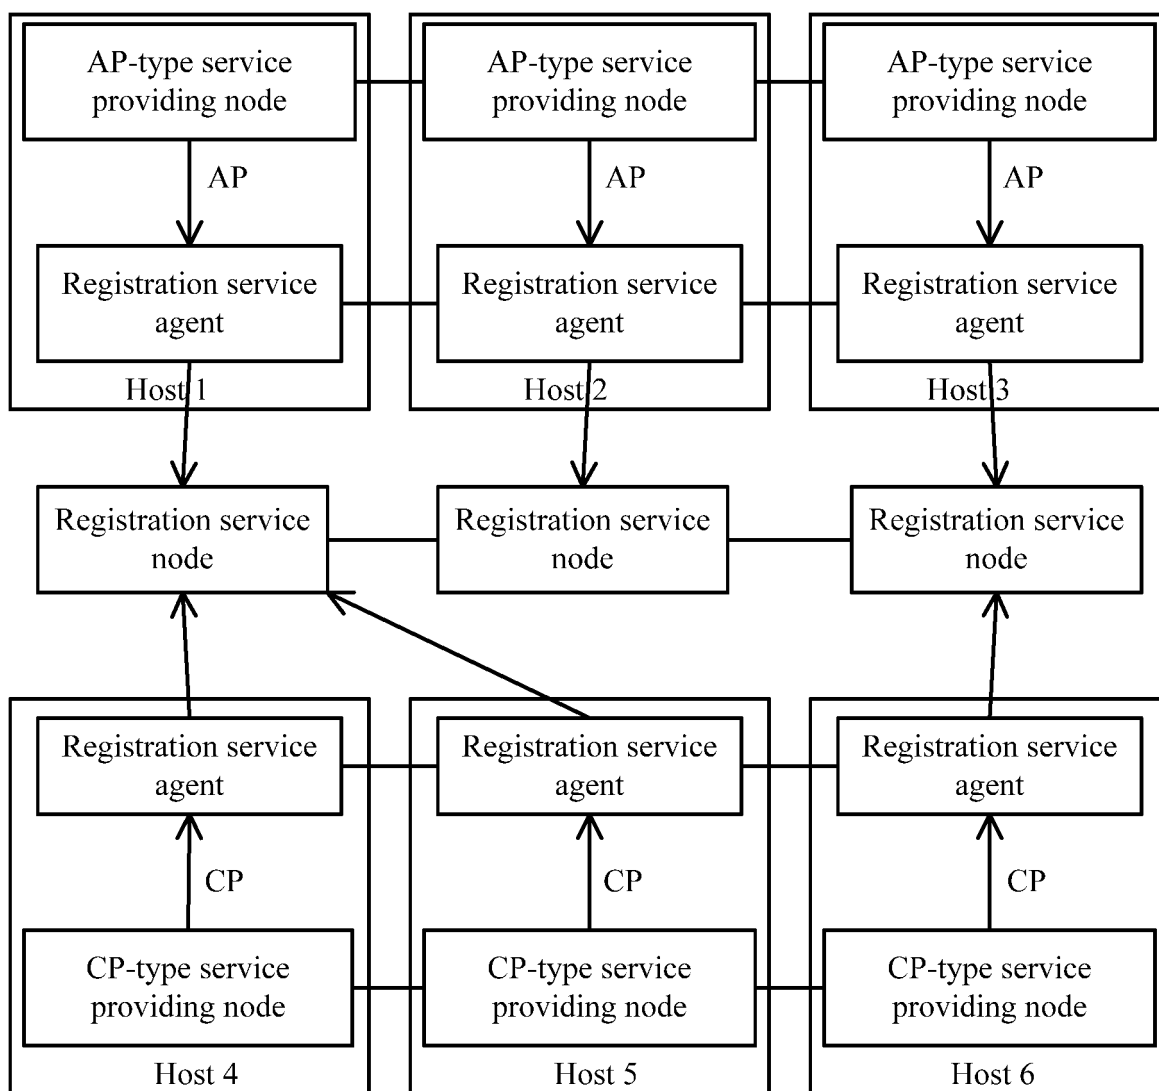 AP-type service
providing node
AP-type service
providing node
AP-type service
providing node
AP
AP
AP
Registration service
agent
Registration service
agent
Registration service
agent
Host 1
Host 2
Host 3
Registration service
node
Registration service
node
Registration service
node
Registration service
agent
Registration service
agent
Registration service
agent
CP
CP
CP
CP-type service
providing node
CP-type service
providing node
CP-type service
providing node
Host 4
Host 5
Host 6